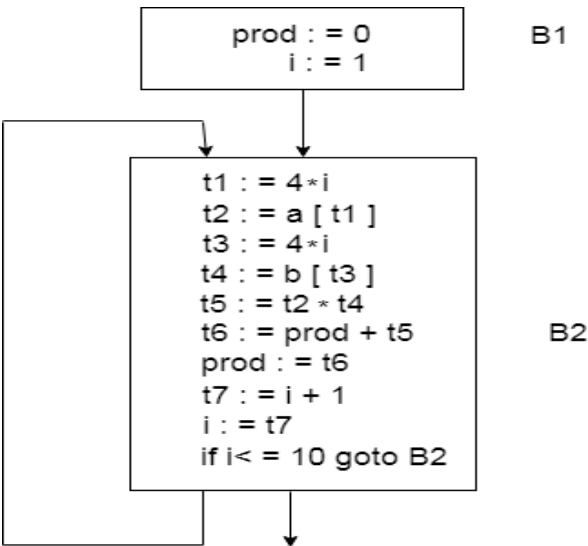 prod : = 0
B1
i : = 1
t1 : = 4*i
t2 : = a [ t1 ]
t3 : = 4*i
t4 : = b [ t3 ]
t5 : = t2 * t4
t6 : = prod + t5
B2
prod : = t6
t7 : = i + 1
i : = t7
if i< = 10 goto B2